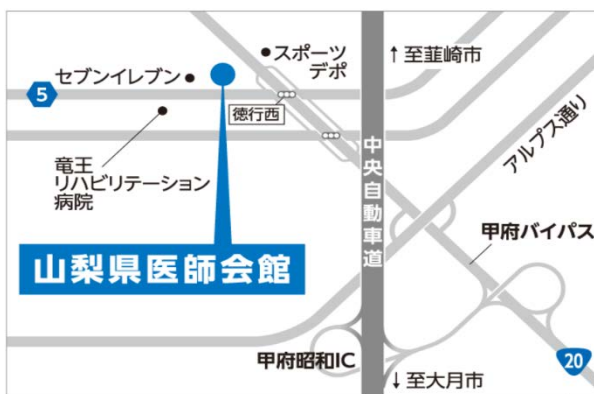 スポーツ
デポ
↑至韮崎市
セブンイレブン
5
徳行西
アルプス通り
竜王
リハビリテーション
病院
中央自動車道
甲府バイパス
山梨県医師会館
甲府昭和IC
20
↓至大月市